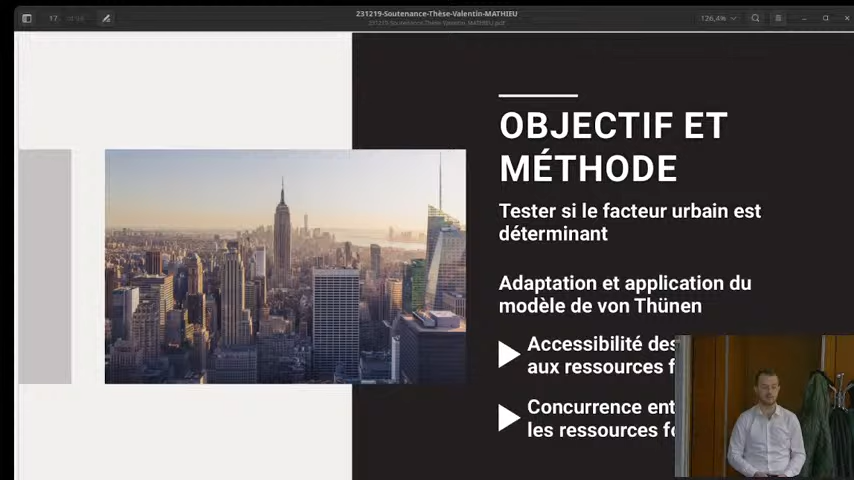 17
231219-Soutenance-Thèse-Valentin-MATHIEU
126,4%
OBJECTIF ET
MÉTHODE
Tester si le facteur urbain est
déterminant
Adaptation et application du
modèle de von Thünen
Accessibilité des
aux ressources f
Concurrence ent
les ressources fo